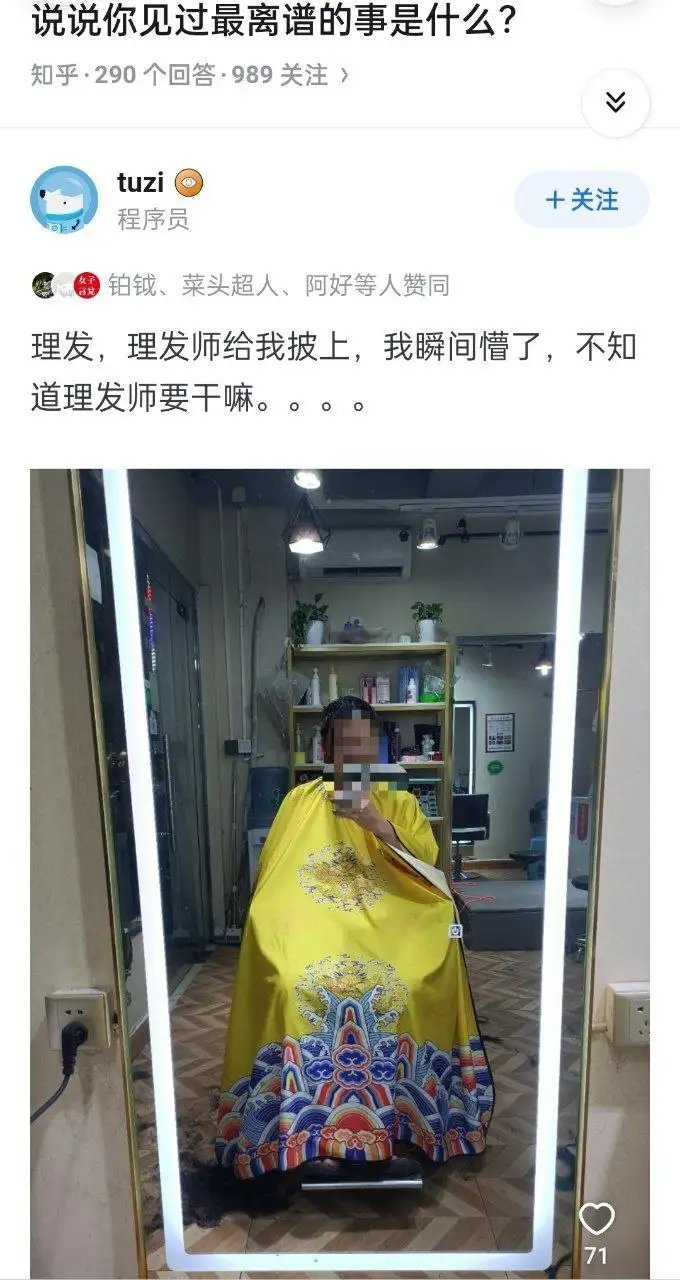 说说你见过最离谱的事是什么?
知乎·290 个回答·989 关注 〉
tuzi
+关注
程序员
女子
铂钺、菜头超人、阿好等人赞同
理发，理发师给我披上，我瞬间懵了，不知
道理发师要干嘛。。。。
71